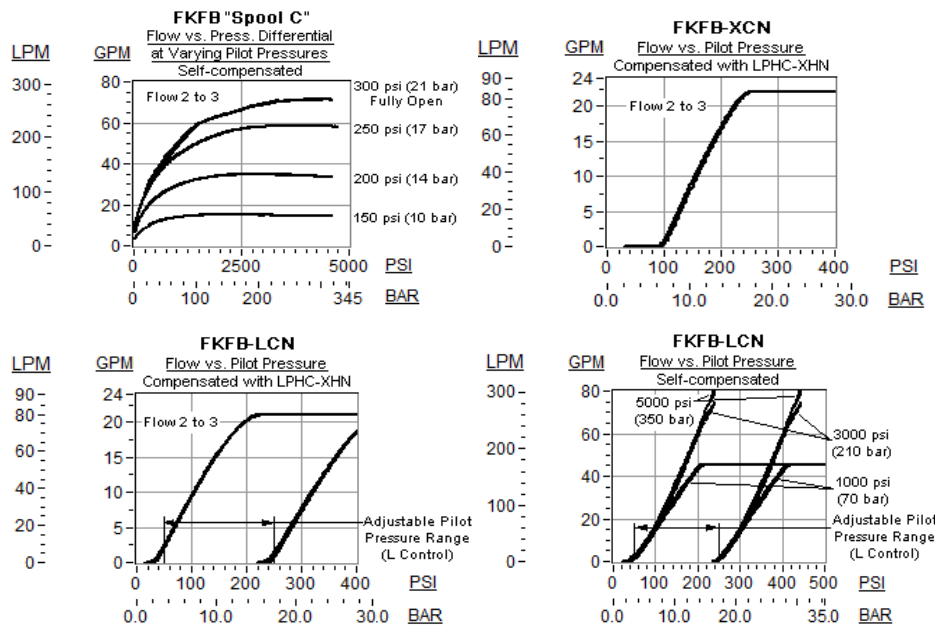 FKFB "Spool C"
Flow vs. Press. Differential
at Varying Pilot Pressures
Self-compensated
LPM
GPM
300
200
100
0
80
60
40
20
0
Flow 2 to 3
300 psi (21 bar)
Fully Open
250 psi (17 bar)
200 psi (14 bar)
150 psi (10 bar)
0 2500 5000 PSI
0 100 200 345 BAR
FKFB-XCN
Flow vs. Pilot Pressure
Compensated with LPHC-XHN
LPM
GPM
90
80
60
40
20
0
24
22
20
15
10
5
0
Flow 2 to 3
0 100 200 300 400 PSI
0.0 10.0 20.0 30.0 BAR
FKFB-LCN
Flow vs. Pilot Pressure
Compensated with LPHC-XHN
LPM
GPM
90
80
60
40
20
0
24
20
15
10
5
0
Flow 2 to 3
Adjustable Pilot
Pressure Range
(L Control)
0 100 200 300 400 PSI
0.0 10.0 20.0 30.0 BAR
FKFB-LCN
Flow vs. Pilot Pressure
Self-compensated
LPM
GPM
300
200
100
0
80
60
40
20
0
5000 psi
(350 bar)
3000 psi
(210 bar)
1000 psi
(70 bar)
Adjustable Pilot
Pressure Range
(L Control)
0 100 200 300 400 500 PSI
0.0 10.0 20.0 35.0 BAR